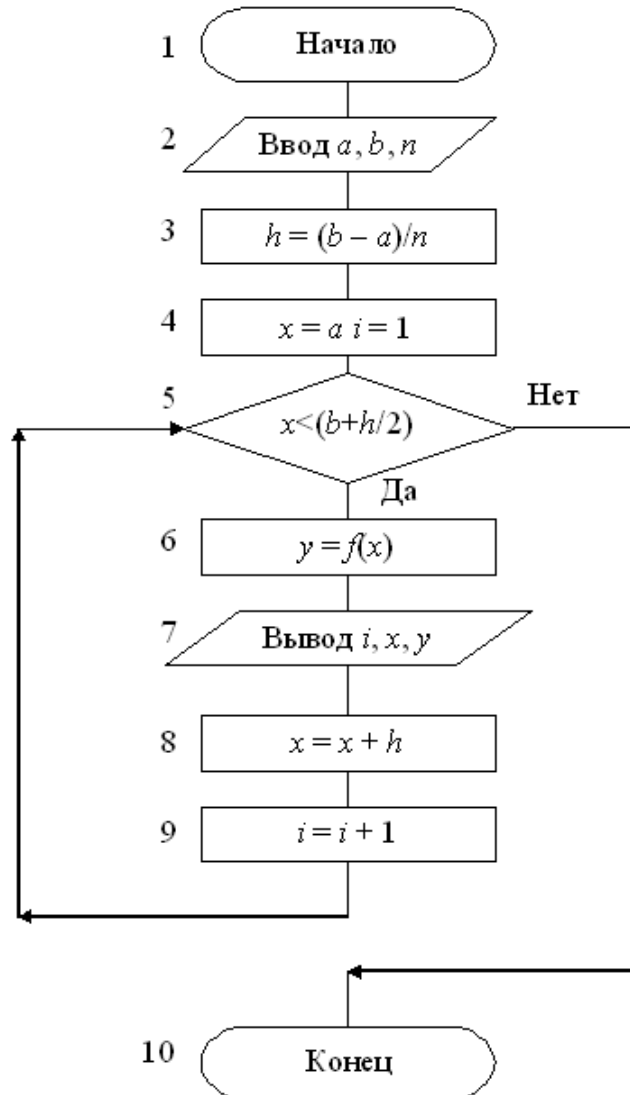 1 Начало
2 Ввод a, b, n
3 h = (b – a)/n
4 x = a i = 1
5 x<(b+h/2) Нет
Да
6 y = f(x)
7 Вывод i, x, y
8 x = x + h
9 i = i + 1
10 Конец